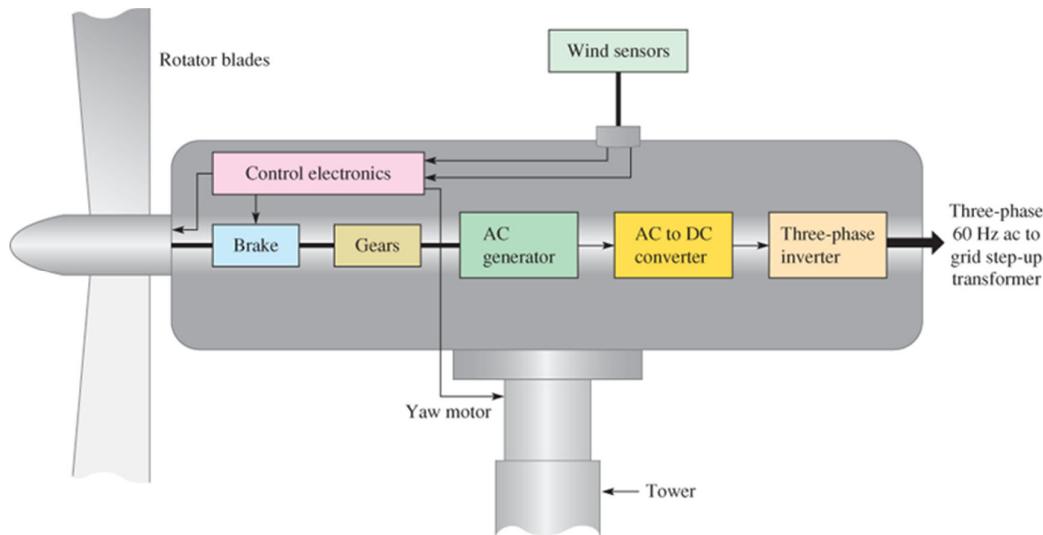 Rotator blades
Wind sensors
Control electronics
Brake
Gears
AC
generator
AC to DC
converter
Three-phase
inverter
Three-phase
60 Hz ac to
grid step-up
transformer
Yaw motor
Tower